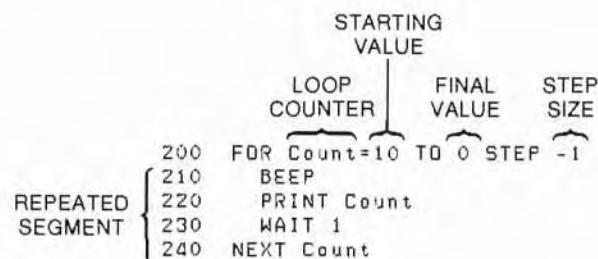 STARTING
VALUE
LOOP
COUNTER
FINAL
VALUE
STEP
SIZE
200 FOR Count=10 TO 0 STEP -1
210 BEEP
220 PRINT Count
230 WAIT 1
240 NEXT Count
REPEATED
SEGMENT